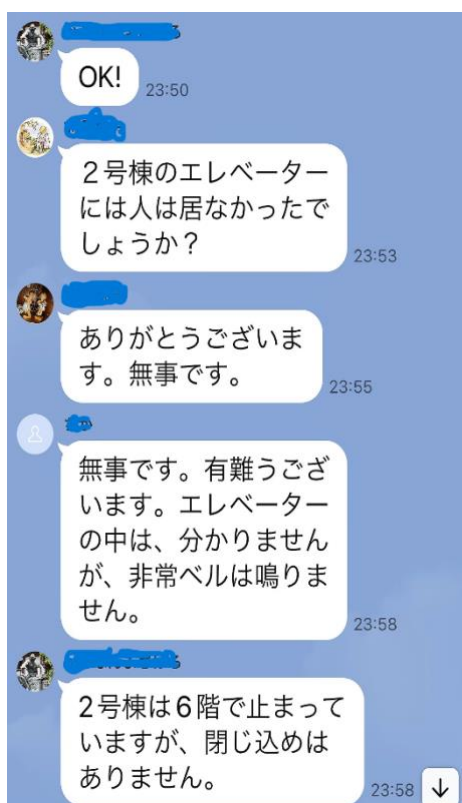 OK!
23:50
２号棟のエレベーター
には人は居なかったで
しょうか？
23:53
ありがとうございま
す。無事です。
23:55
無事です。有難うござ
います。エレベーター
の中は、分かりません
が、非常ベルは鳴りま
せん。
23:58
2号棟は6階で止まって
いますが、閉じ込めは
ありません。
23:58